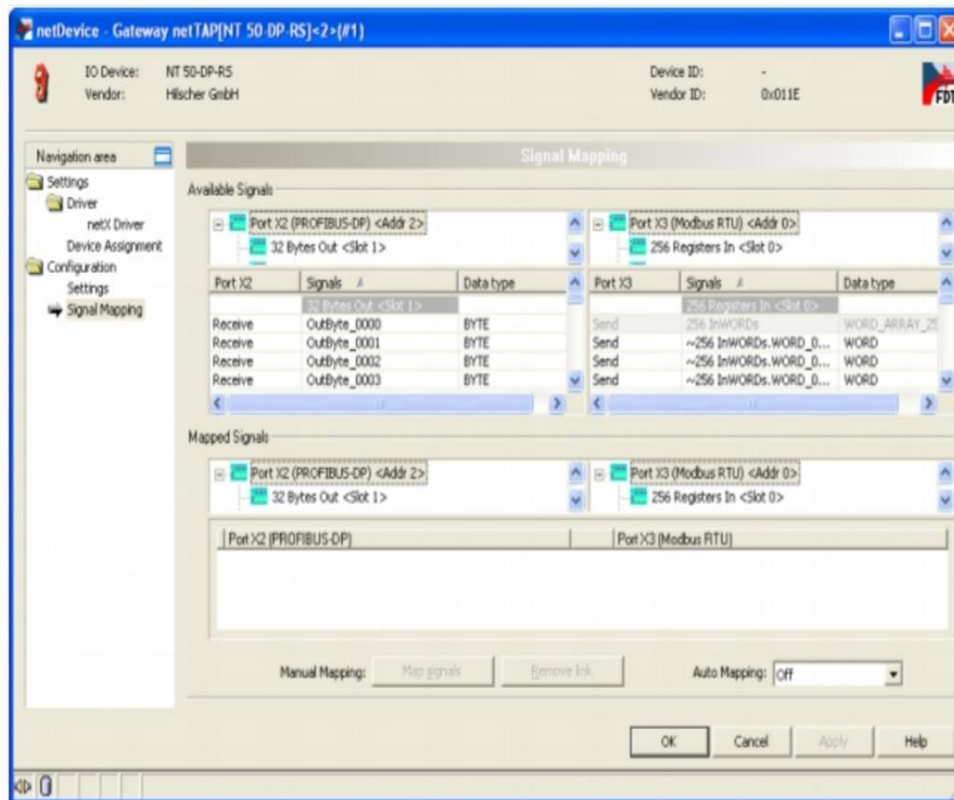 netDevice - Gateway netTAP[NT 50-DP-RS]<2>(#1)
IO Device: NT 50-DP-RS Device ID: -
Vendor: Hilscher GmbH Vendor ID: 0x011E
FDT
Navigation area
Settings
Driver
netX Driver
Device Assignment
Configuration
Settings
Signal Mapping
Signal Mapping
Available Signals
Port X2 (PROFIBUS-DP) <Addr 2>
32 Bytes Out <Slot 1>
Port X3 (Modbus RTU) <Addr 0>
256 Registers In <Slot 0>
Port X2 Signals Data type
32 Bytes Out <Slot 1>
Receive OutByte_0000 BYTE
Receive OutByte_0001 BYTE
Receive OutByte_0002 BYTE
Receive OutByte_0003 BYTE
Port X3 Signals Data type
256 Registers In <Slot 0>
Send 256 InWORDs WORD_ARRAY_25
Send ~256 InWORDs.WORD_0... WORD
Send ~256 InWORDs.WORD_0... WORD
Send ~256 InWORDs.WORD_0... WORD
Mapped Signals
Port X2 (PROFIBUS-DP) <Addr 2>
32 Bytes Out <Slot 1>
Port X3 (Modbus RTU) <Addr 0>
256 Registers In <Slot 0>
Port X2 (PROFIBUS-DP) Port X3 (Modbus RTU)
Manual Mapping: Map signals Remove link Auto Mapping: Off
OK Cancel Apply Help